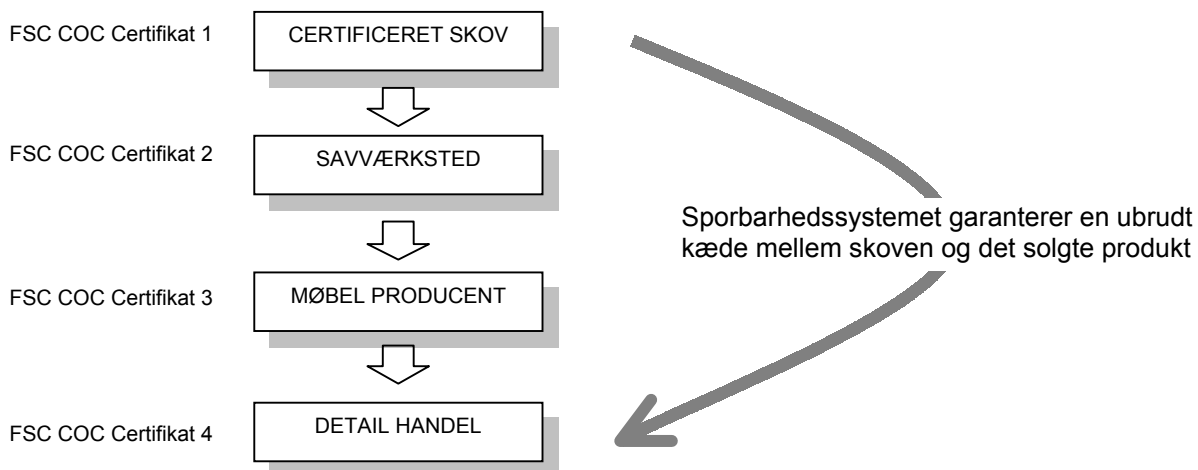 FSC COC Certifikat 1
CERTIFICERET SKOV
FSC COC Certifikat 2
SAVVÆRKSTED
Sporbarhedssystemet garanterer en ubrudt
kæde mellem skoven og det solgte produkt
FSC COC Certifikat 3
MØBEL PRODUCENT
FSC COC Certifikat 4
DETAIL HANDEL